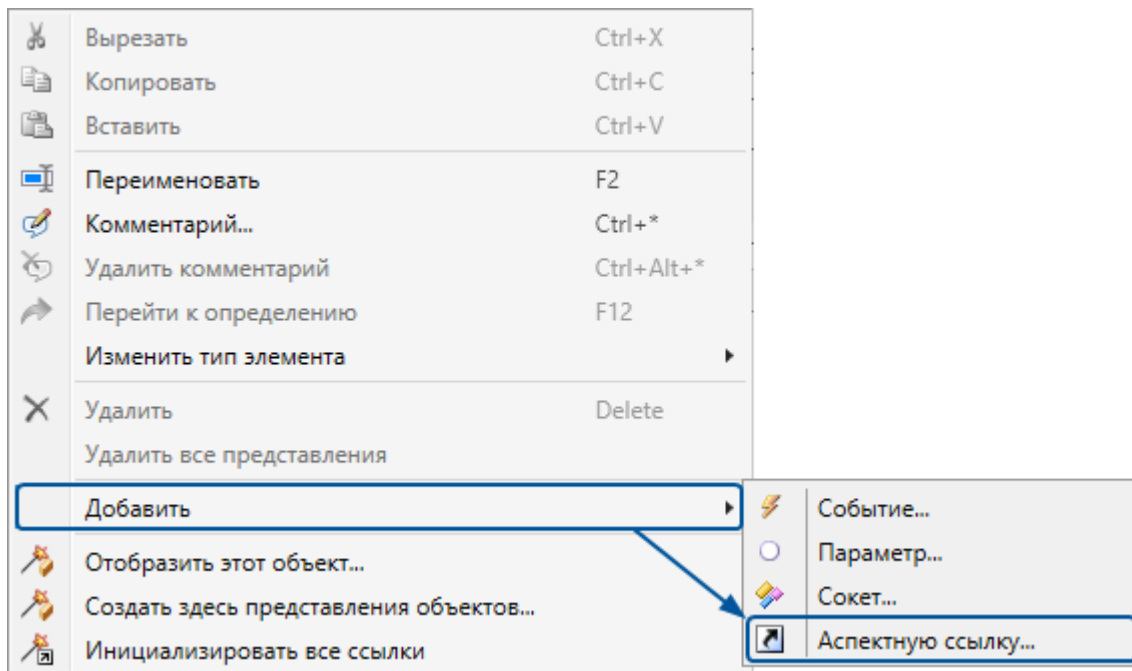 Вырезать Ctrl+X
Копировать Ctrl+C
Вставить Ctrl+V
Переименовать F2
Комментарий... Ctrl+*
Удалить комментарий Ctrl+Alt+*
Перейти к определению F12
Изменить тип элемента
Удалить Delete
Удалить все представления
Добавить
Отобразить этот объект...
Создать здесь представления объектов...
Инициализировать все ссылки
Событие...
Параметр...
Сокет...
Аспектную ссылку...